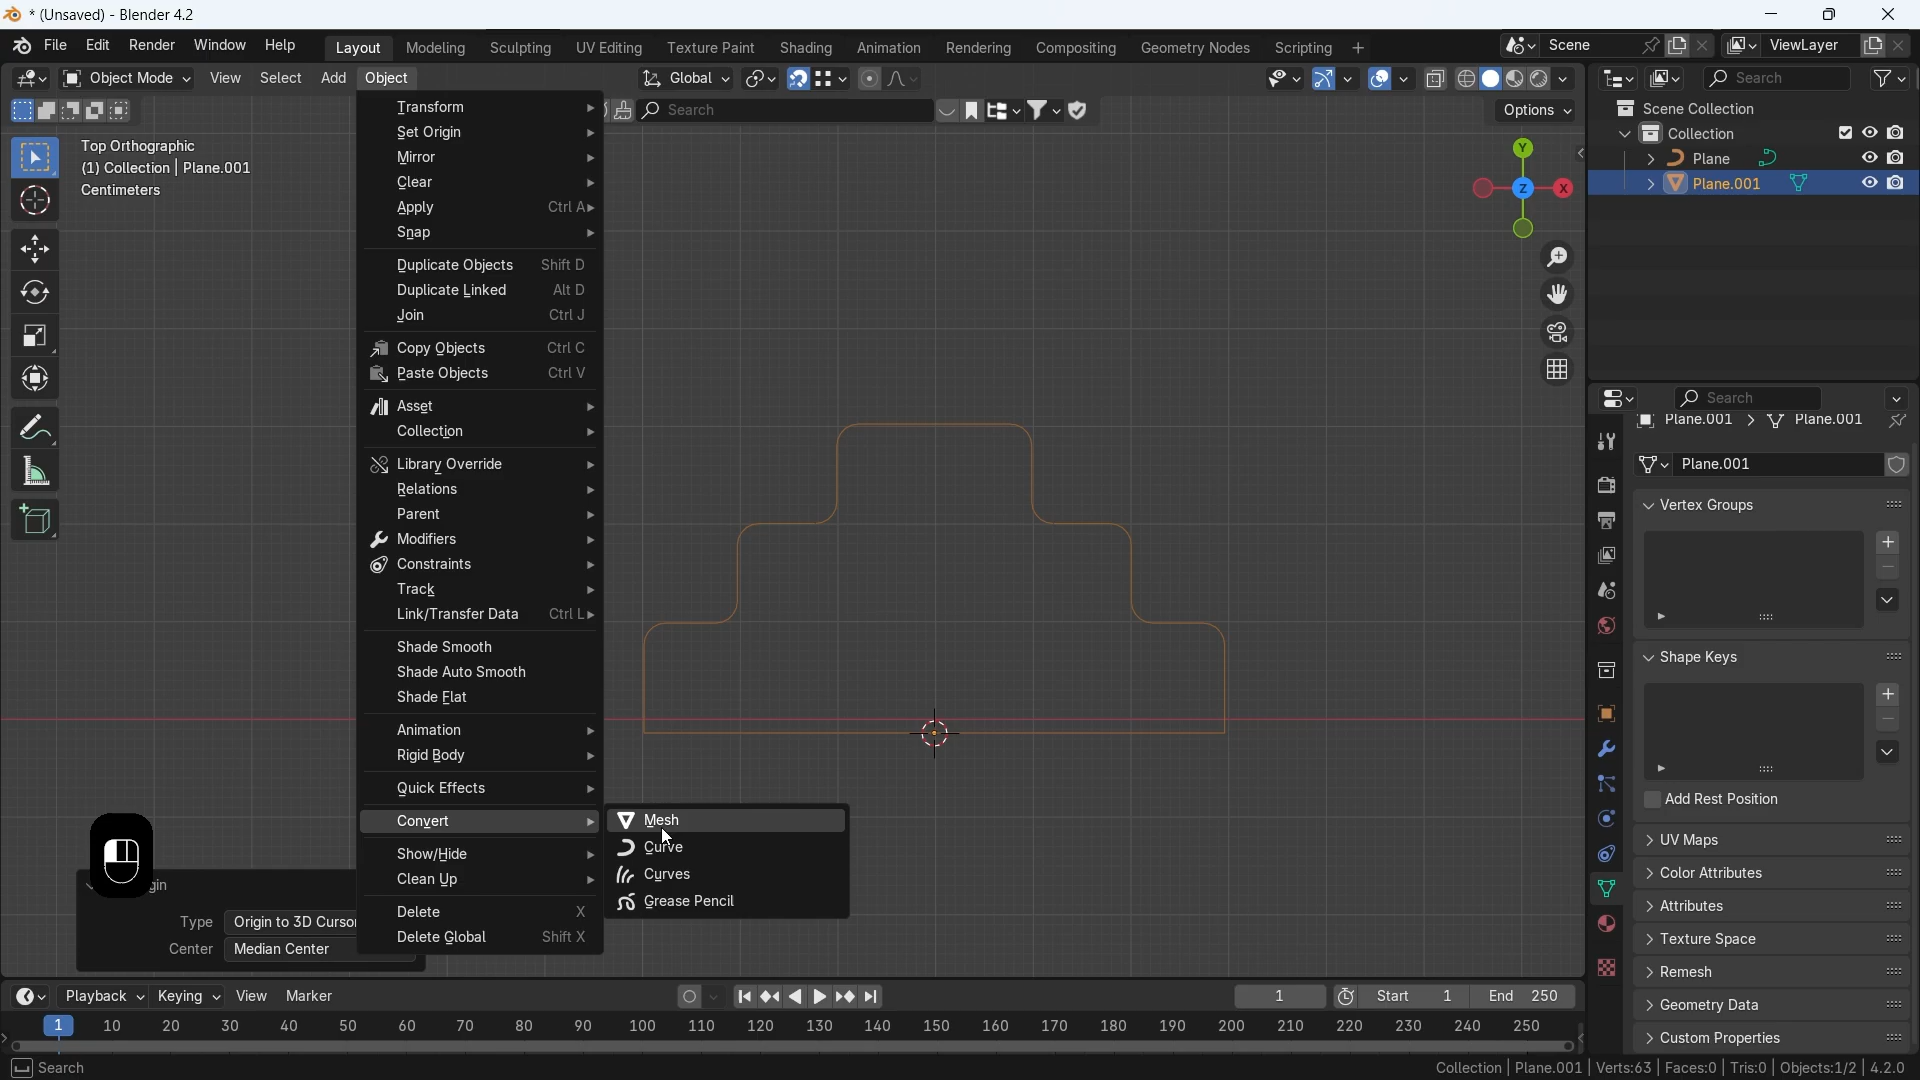 * (Unsaved) - Blender 4.2
File Edit Render Window Help Layout Modeling Sculpting UV Editing Texture Paint Shading Animation Rendering Compositing Geometry Nodes Scripting + Scene ViewLayer
Object Mode View Select Add Object Global Search
Search Options
Top Orthographic
(1) Collection | Plane.001
Centimeters
Transform
Set Origin
Mirror
Clear
Apply Ctrl A
Snap
Duplicate Objects Shift D
Duplicate Linked Alt D
Join Ctrl J
Copy Objects Ctrl C
Paste Objects Ctrl V
Asset
Collection
Library Override
Relations
Parent
Modifiers
Constraints
Track
Link/Transfer Data Ctrl L
Shade Smooth
Shade Auto Smooth
Shade Flat
Animation
Rigid Body
Quick Effects
Convert
Show/Hide
Clean Up
Delete X
Delete Global Shift X
Mesh
Curve
Curves
Grease Pencil
gin
Type Origin to 3D Cursor
Center Median Center
Y
Z
X
Scene Collection
Collection
Plane
Plane.001
Search
Plane.001 > Plane.001
Plane.001
Vertex Groups
Shape Keys
Add Rest Position
UV Maps
Color Attributes
Attributes
Texture Space
Remesh
Geometry Data
Custom Properties
Playback Keying View Marker 1 Start 1 End 250
1 10 20 30 40 50 60 70 80 90 100 110 120 130 140 150 160 170 180 190 200 210 220 230 240 250
Search Collection | Plane.001 | Verts:63 | Faces:0 | Tris:0 | Objects:1/2 | 4.2.0